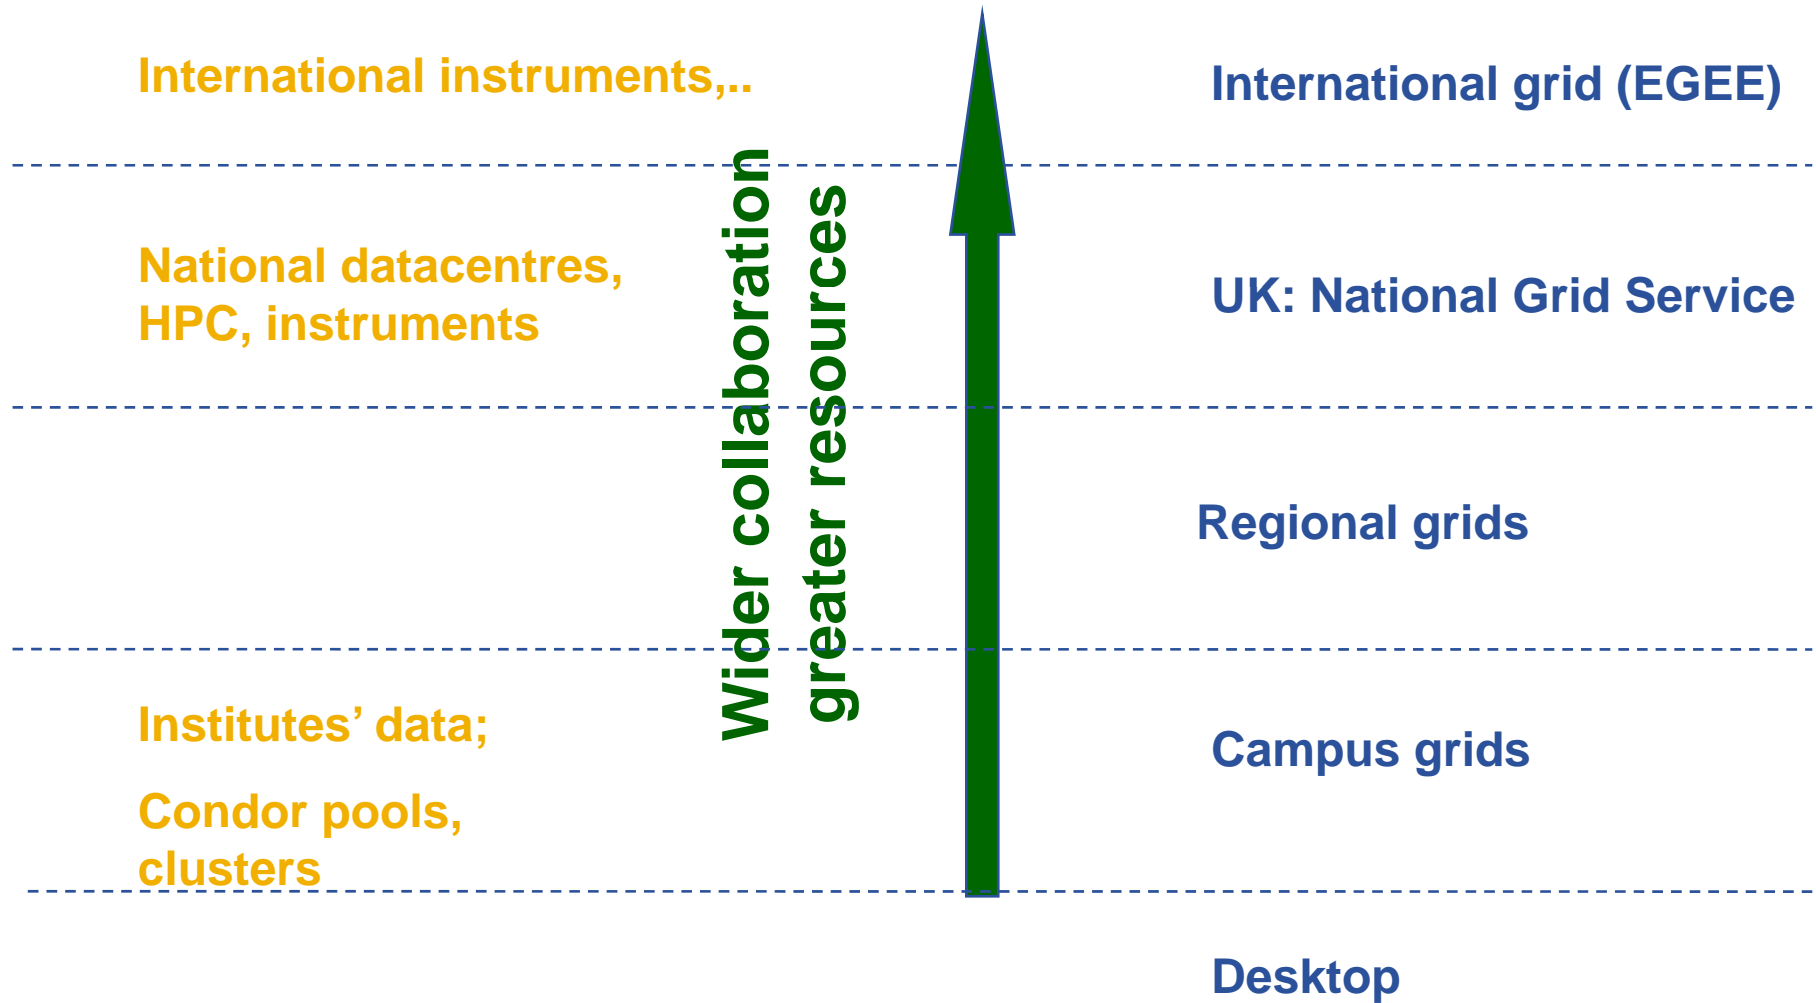 International instruments,..
International grid (EGEE)
Wider collaboration
greater resources
National datacentres,
HPC, instruments
UK: National Grid Service
Regional grids
Institutes’ data;
Condor pools,
clusters
Campus grids
Desktop